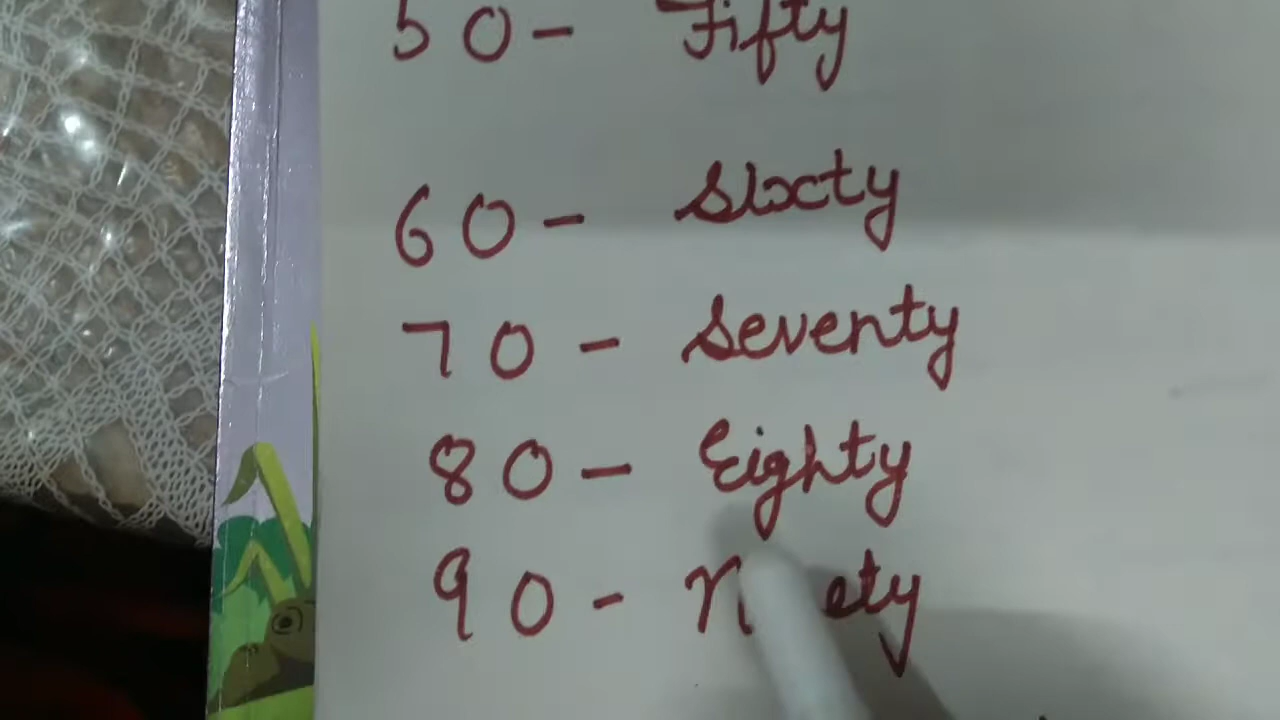 50 - Fifty
60 - Sixty
70 - Seventy
80 - Eighty
90 -